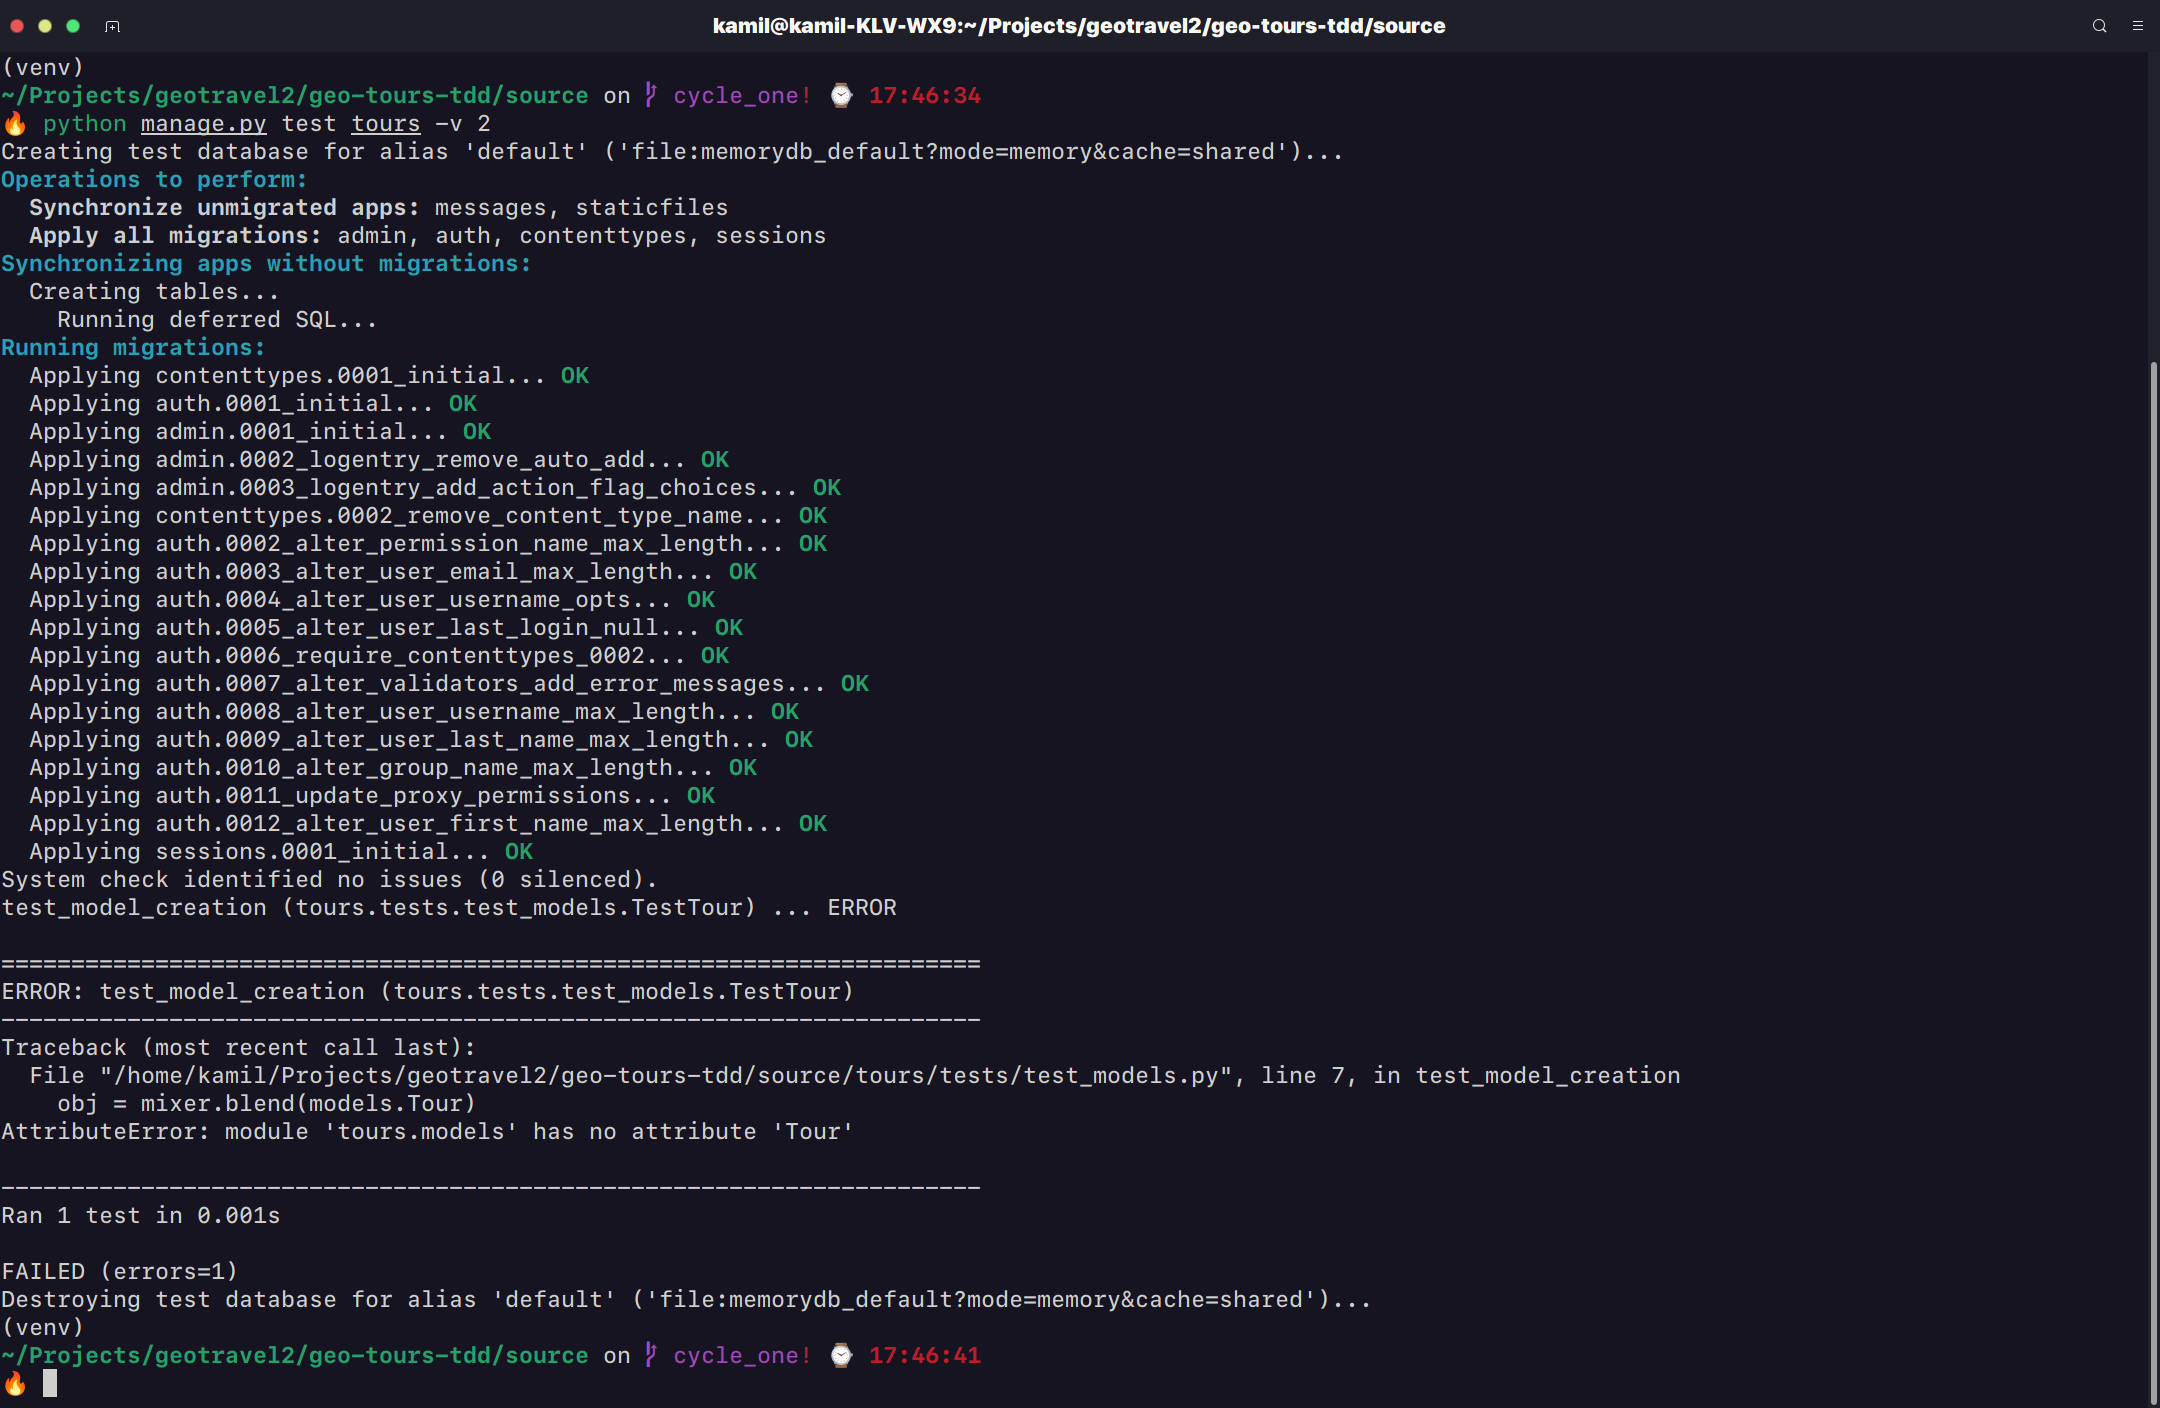 kamil@kamil-KLV-WX9:~/Projects/geotravel2/geo-tours-tdd/source
(venv)
~/Projects/geotravel2/geo-tours-tdd/source on cycle_one! ⌚ 17:46:34
🔥 python manage.py test tours -v 2
Creating test database for alias 'default' ('file:memorydb_default?mode=memory&cache=shared')...
Operations to perform:
  Synchronize unmigrated apps: messages, staticfiles
  Apply all migrations: admin, auth, contenttypes, sessions
Synchronizing apps without migrations:
  Creating tables...
    Running deferred SQL...
Running migrations:
  Applying contenttypes.0001_initial... OK
  Applying auth.0001_initial... OK
  Applying admin.0001_initial... OK
  Applying admin.0002_logentry_remove_auto_add... OK
  Applying admin.0003_logentry_add_action_flag_choices... OK
  Applying contenttypes.0002_remove_content_type_name... OK
  Applying auth.0002_alter_permission_name_max_length... OK
  Applying auth.0003_alter_user_email_max_length... OK
  Applying auth.0004_alter_user_username_opts... OK
  Applying auth.0005_alter_user_last_login_null... OK
  Applying auth.0006_require_contenttypes_0002... OK
  Applying auth.0007_alter_validators_add_error_messages... OK
  Applying auth.0008_alter_user_username_max_length... OK
  Applying auth.0009_alter_user_last_name_max_length... OK
  Applying auth.0010_alter_group_name_max_length... OK
  Applying auth.0011_update_proxy_permissions... OK
  Applying auth.0012_alter_user_first_name_max_length... OK
  Applying sessions.0001_initial... OK
System check identified no issues (0 silenced).
test_model_creation (tours.tests.test_models.TestTour) ... ERROR
======================================================================
ERROR: test_model_creation (tours.tests.test_models.TestTour)
----------------------------------------------------------------------
Traceback (most recent call last):
  File "/home/kamil/Projects/geotravel2/geo-tours-tdd/source/tours/tests/test_models.py", line 7, in test_model_creation
    obj = mixer.blend(models.Tour)
AttributeError: module 'tours.models' has no attribute 'Tour'
----------------------------------------------------------------------
Ran 1 test in 0.001s
FAILED (errors=1)
Destroying test database for alias 'default' ('file:memorydb_default?mode=memory&cache=shared')...
(venv)
~/Projects/geotravel2/geo-tours-tdd/source on cycle_one! ⌚ 17:46:41
🔥